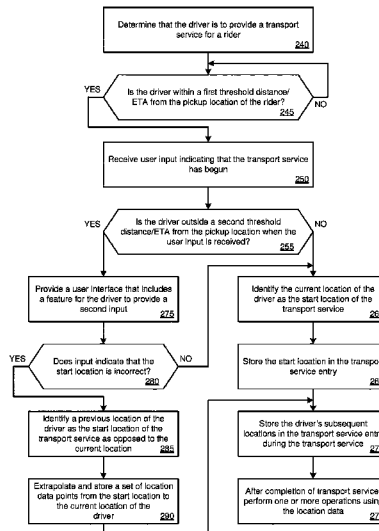 Determine that the driver is to provide a transport
service for a rider
240
YES
Is the driver within a first threshold distance/
ETA from the pickup location of the rider?
245
NO
Receive user input indicating that the transport service
has begun
250
YES
Is the driver outside a second threshold
distance/ETA from the pickup location when the
user input is received?
255
NO
Provide a user interface that includes
a feature for the driver to provide a
second input
275
Identify the current location of the
driver as the start location of the
transport service
YES
Does input indicate that the
start location is incorrect?
280
NO
Store the start location in the
service entry
Identify a previous location of the
driver as the start location of the
transport service as opposed to the
current location
285
Store the driver's subsequent
locations in the transport service
during the transport service
Extrapolate and store a set of location
data points from the start location to
the current location of the
driver
290
After completion of transport
perform one or more operations using
the location data